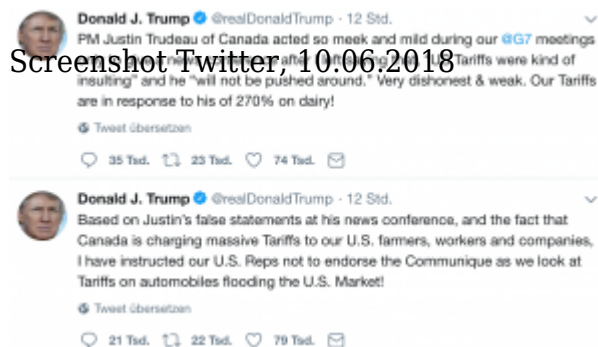 Donald J. Trump @realDonaldTrump · 12 Std.
PM Justin Trudeau of Canada acted so meek and mild during our @G7 meetings
Screenshot Twitter, 10.06.2018
after Tariffs were kind of
insulting" and he "will not be pushed around." Very dishonest & weak. Our Tariffs
are in response to his of 270% on dairy!
Tweet übersetzen
35 Tsd. 23 Tsd. 74 Tsd.
Donald J. Trump @realDonaldTrump · 12 Std.
Based on Justin's false statements at his news conference, and the fact that
Canada is charging massive Tariffs to our U.S. farmers, workers and companies,
I have instructed our U.S. Reps not to endorse the Communique as we look at
Tariffs on automobiles flooding the U.S. Market!
Tweet übersetzen
21 Tsd. 22 Tsd. 79 Tsd.